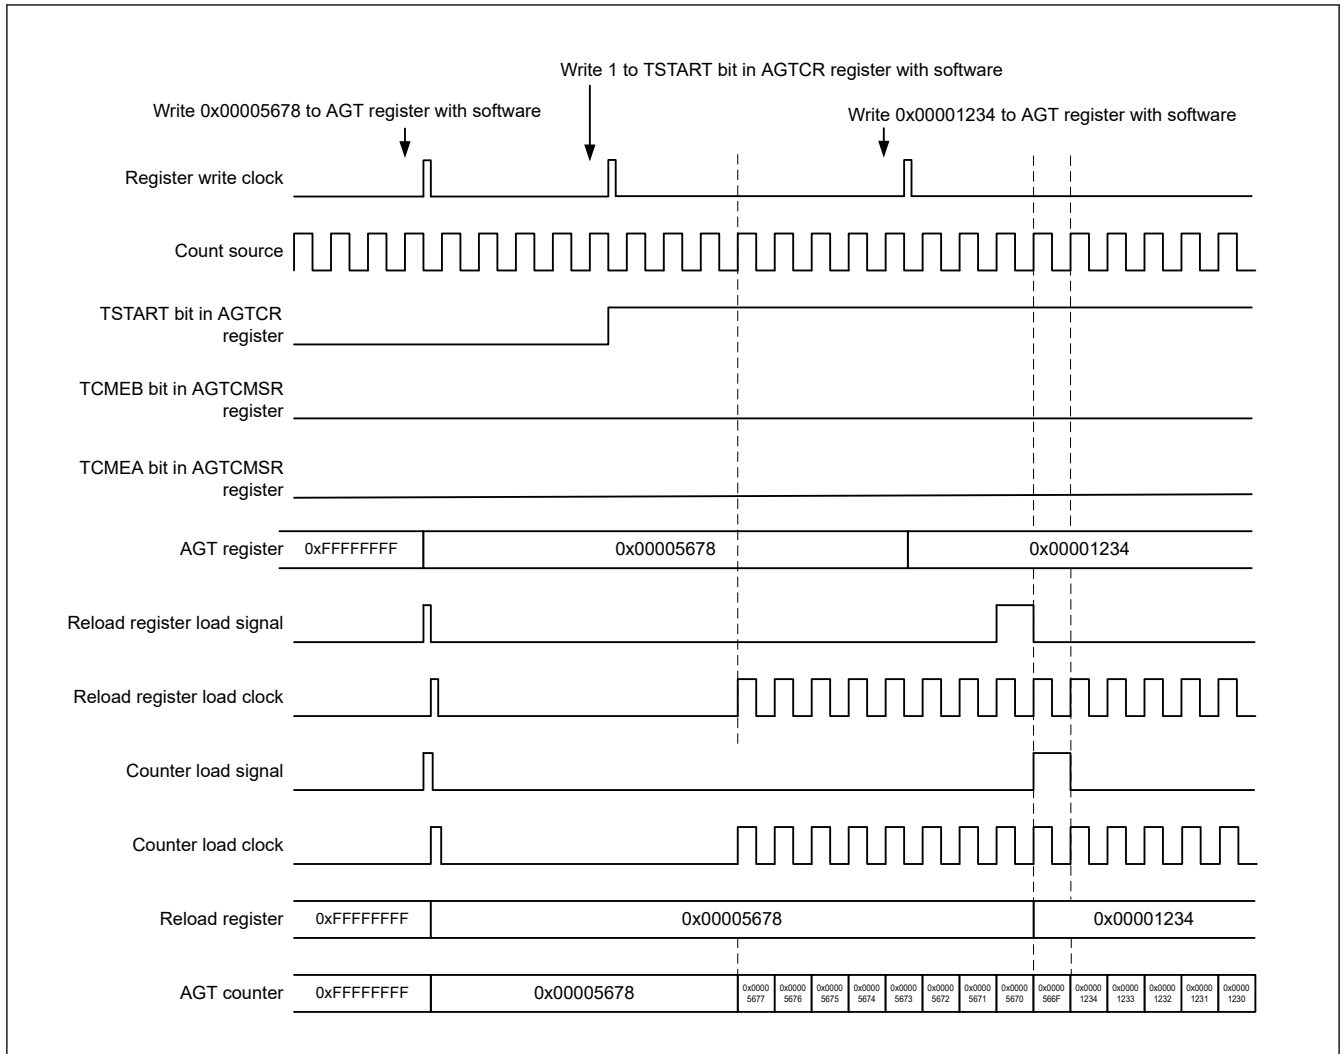 Write 1 to TSTART bit in AGTCR register with software
Write 0x00005678 to AGT register with software
Write 0x00001234 to AGT register with software
Register write clock
Count source
TSTART bit in AGTCR
register
TCMEB bit in AGTCMSR
register
TCMEA bit in AGTCMSR
register
AGT register 0xFFFFFFFF 0x00005678 0x00001234
Reload register load signal
Reload register load clock
Counter load signal
Counter load clock
Reload register 0xFFFFFFFF 0x00005678 0x00001234
AGT counter 0xFFFFFFFF 0x00005678
0x0000 0x0000 0x0000 0x0000 0x0000 0x0000 0x0000 0x0000 0x0000 0x0000 0x0000 0x0000 0x0000 0x0000
5677 5676 5675 5674 5673 5672 5671 5670 566F 1234 1233 1232 1231 1230